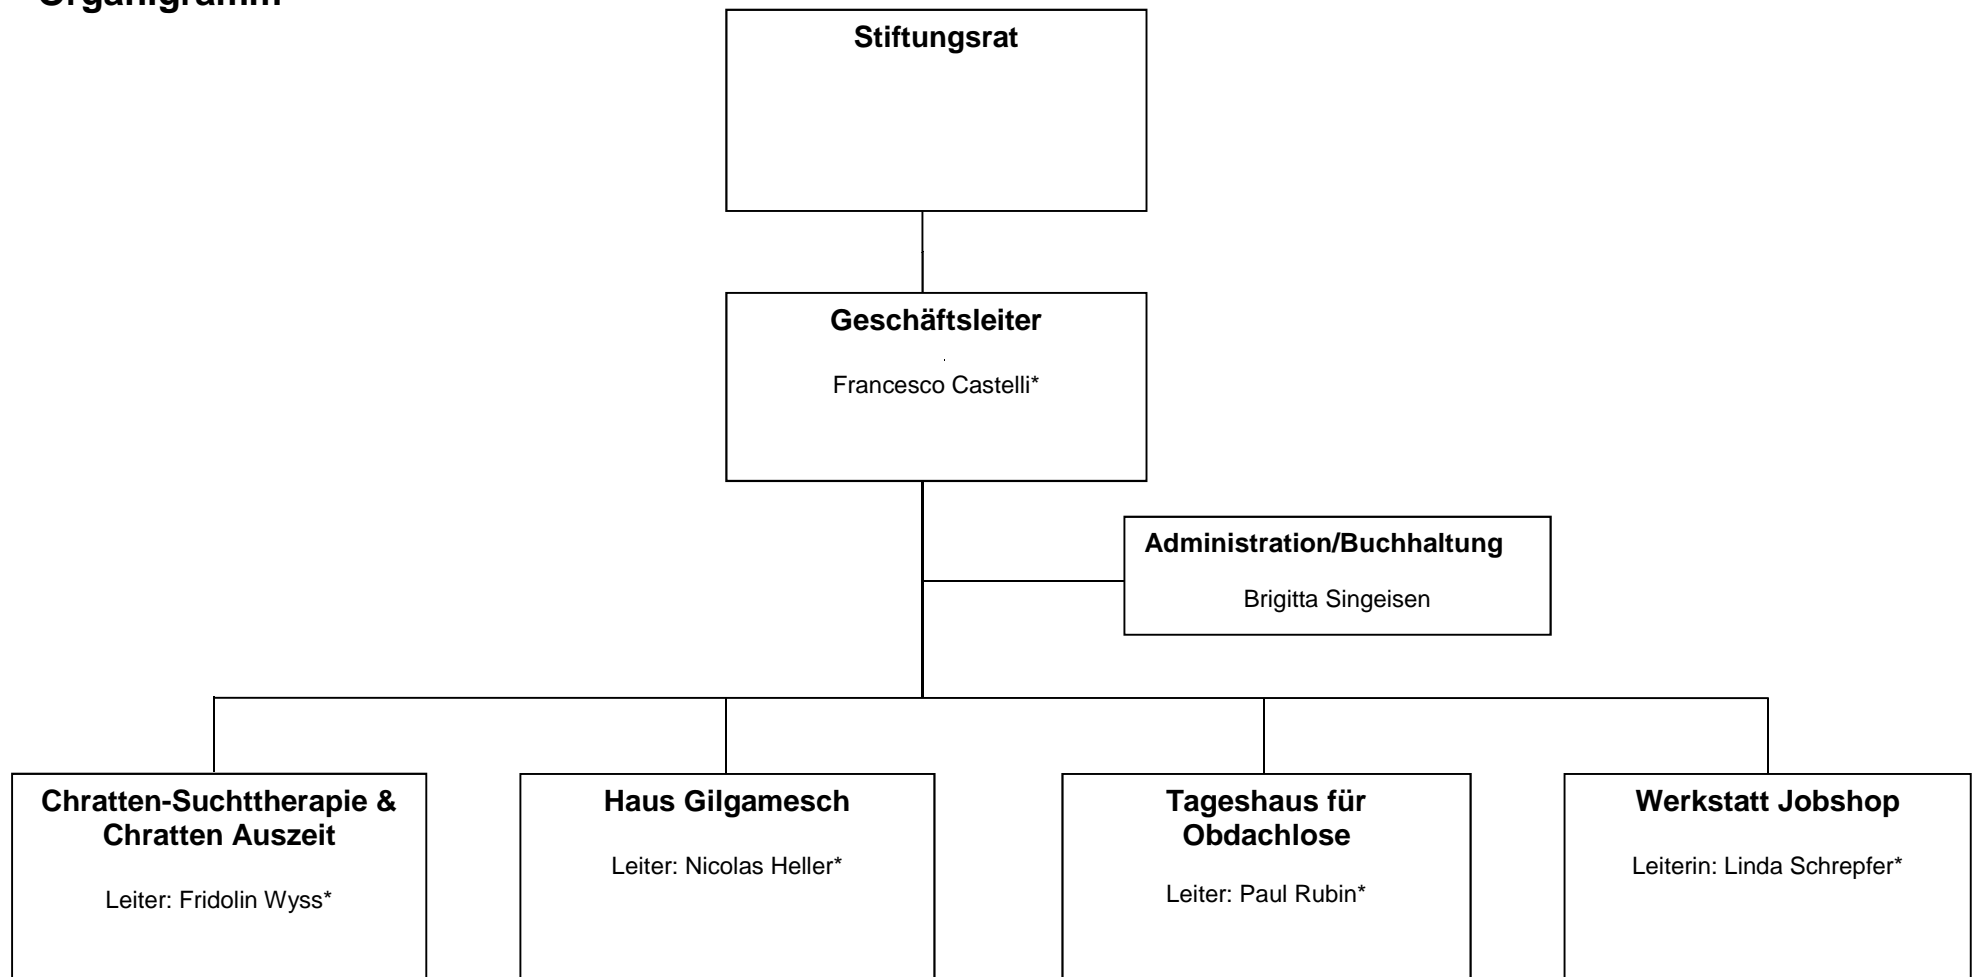 Organigramm
Stiftungsrat
Geschäftsleiter
.
Francesco Castelli*
Administration/Buchhaltung
Brigitta Singeisen
Chratten-Suchttherapie &
Chratten Auszeit
Leiter: Fridolin Wyss*
Haus Gilgamesch
Leiter: Nicolas Heller*
Tageshaus für
Obdachlose
Leiter: Paul Rubin*
Werkstatt Jobshop
Leiterin: Linda Schrepfer*